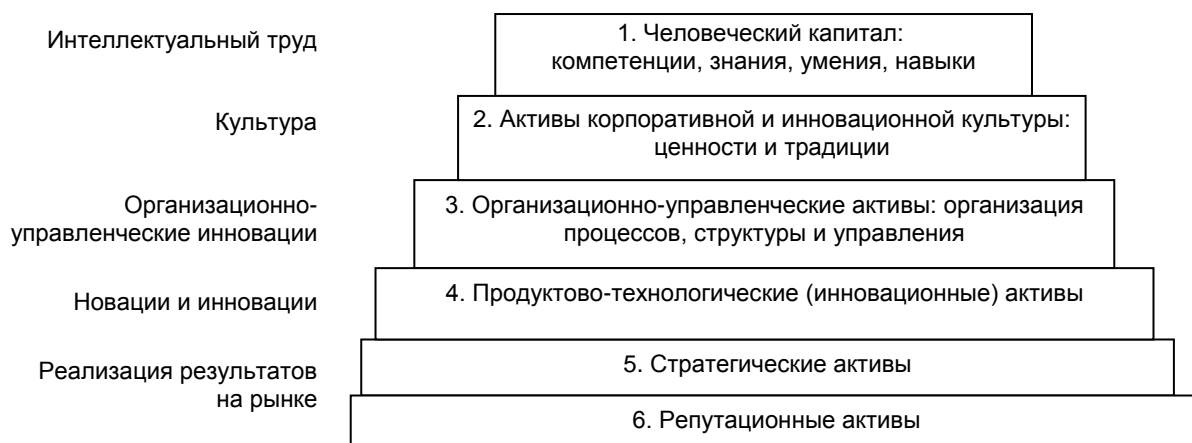 Интеллектуальный труд
1. Человеческий капитал:
компетенции, знания, умения, навыки
Культура
2. Активы корпоративной и инновационной культуры:
ценности и традиции
Организационно-
управленческие инновации
3. Организационно-управленческие активы: организация
процессов, структуры и управления
Новации и инновации
4. Продуктово-технологические (инновационные) активы
Реализация результатов
на рынке
5. Стратегические активы
6. Репутационные активы